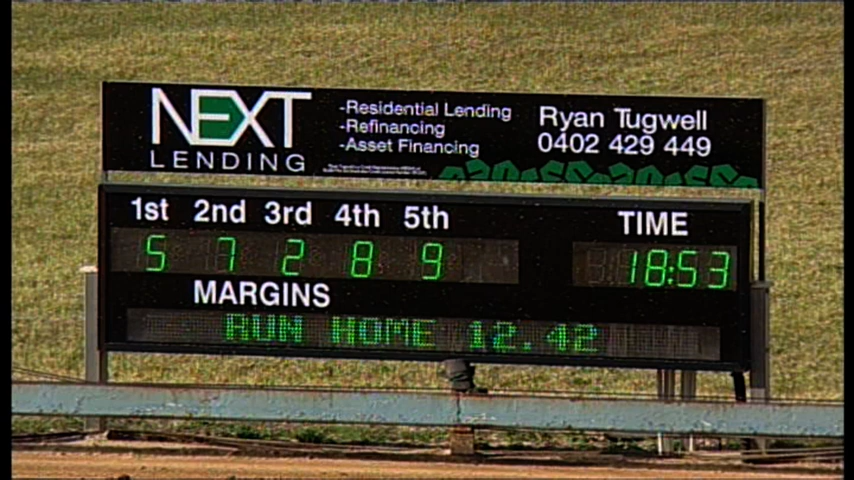 NEXT
LENDING
-Residential Lending
-Refinancing
-Asset Financing
Ryan Tugwell
0402 429 449
1st 2nd 3rd 4th 5th TIME
5 7 2 8 9 18:53
MARGINS
RUN HOME 12.42